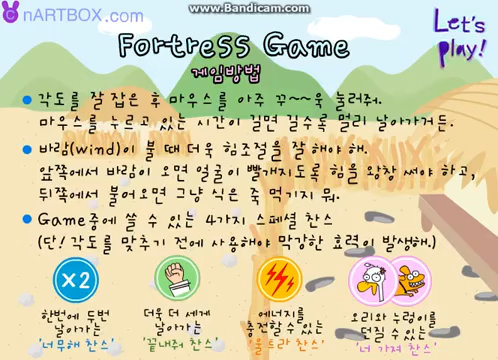 nARTBOX.com
www.Bandicam.com
Let's
play!
Fortress Game
게임방법
각도를 잘 잡은 후 마우스를 아주 꾸~~욱 눌러줘.
마우스를 누르고 있는 시간이 길면 길수록 멀리 날아가거든.
바람(wind)이 불 때 더욱 힘조절을 잘 해야 해.
앞쪽에서 바람이 오면 얼굴이 빨개지도록 힘을 왕창 써야 하고,
뒤쪽에서 불어오면 그냥 식은 죽 먹기지 뭐.
Game중에 쓸 수 있는 4가지 스페셜 찬스
(단! 각도를 맞추기 전에 사용해야 막강한 효력이 발생해.)
×2
한번에 두번
날아가는
'너무해 찬스'
더욱 더 세게
날아가는
'끝내줘 찬스'
에너지를
충전할 수 있는
'울트라 찬스'
오리와 누렁이를
던질 수 있는
'너 가져 찬스'